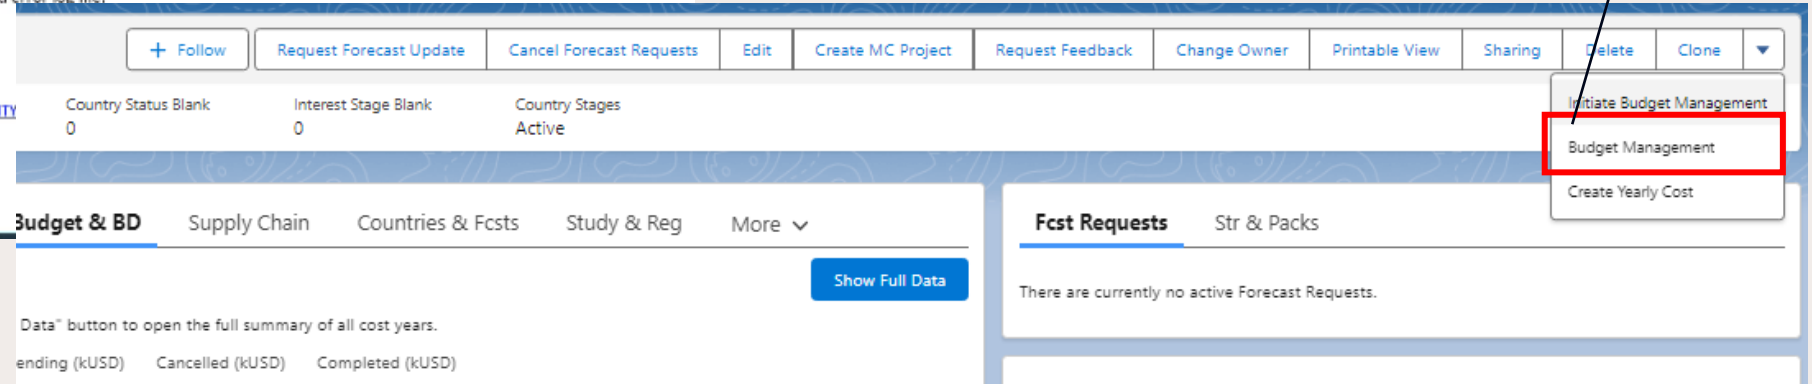 + Follow
Request Forecast Update
Cancel Forecast Requests
Edit
Create MC Project
Request Feedback
Change Owner
Printable View
Sharing
Delete
Clone
Country Status Blank
0
Interest Stage Blank
0
Country Stages
Active
Initiate Budget Management
Budget Management
Create Yearly Cost
Budget & BD
Supply Chain
Countries & Fcsts
Study & Reg
More
Show Full Data
Data" button to open the full summary of all cost years.
ending (kUSD)
Cancelled (kUSD)
Completed (kUSD)
Fcst Requests
Str & Packs
There are currently no active Forecast Requests.